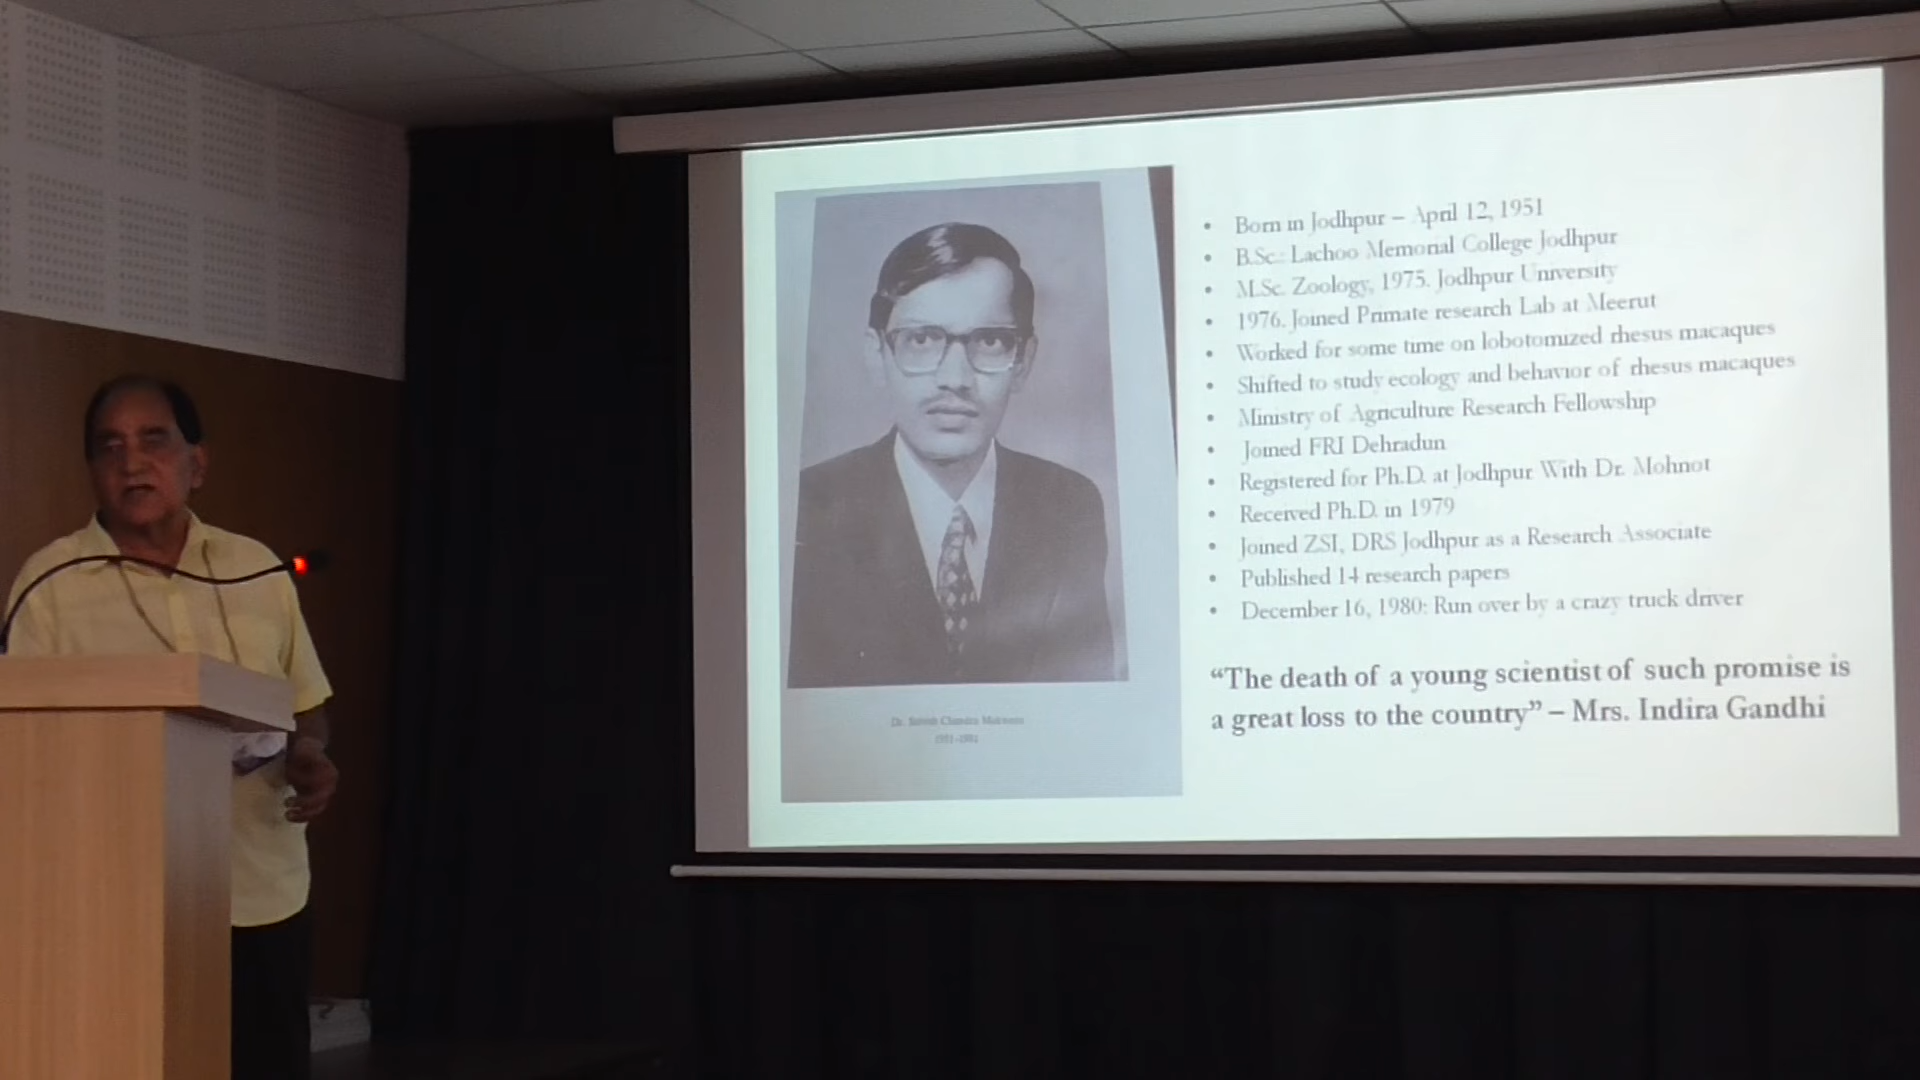 • Born in Jodhpur – April 12, 1951
• B.Sc.: Lachoo Memorial College Jodhpur
• M.Sc. Zoology, 1975. Jodhpur University
• 1976. Joined Primate research Lab at Meerut
• Worked for some time on lobotomized rhesus macaques
• Shifted to study ecology and behavior of rhesus macaques
• Ministry of Agriculture Research Fellowship
• Joined FRI Dehradun
• Registered for Ph.D. at Jodhpur With Dr. Mohnot
• Received Ph.D. in 1979
• Joined ZSI, DRS Jodhpur as a Research Associate
• Published 14 research papers
• December 16, 1980: Run over by a crazy truck driver
“The death of a young scientist of such promise is
a great loss to the country” – Mrs. Indira Gandhi
Dr. Chandra